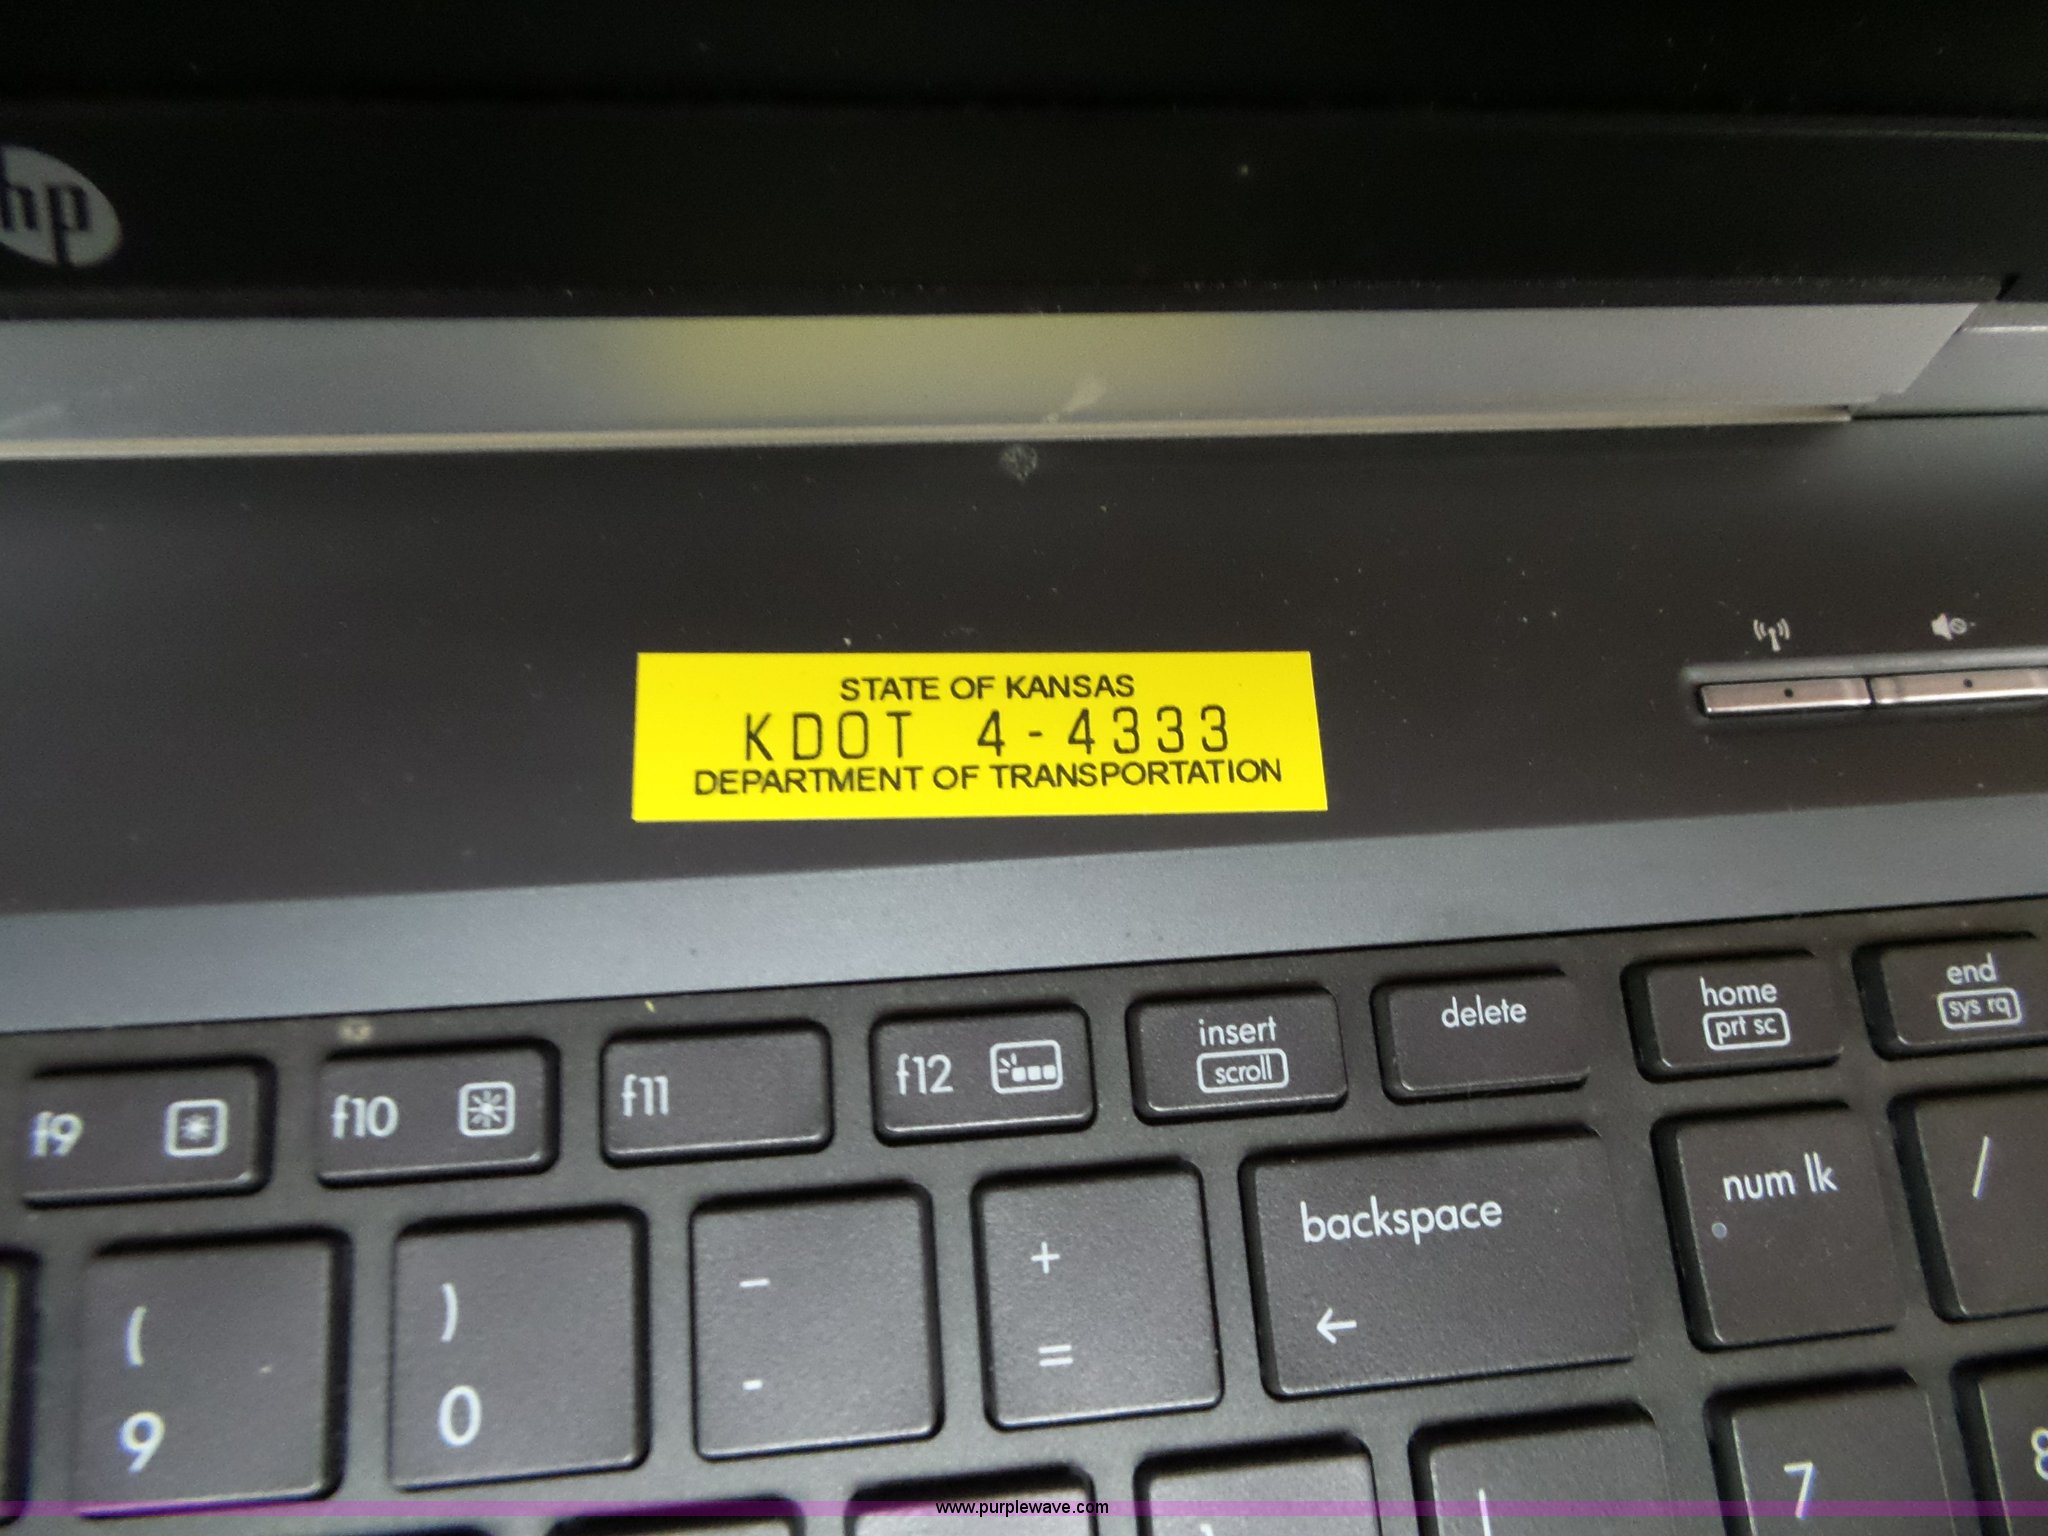 hp
STATE OF KANSAS
KDOT 4-4333
DEPARTMENT OF TRANSPORTATION
f9
f10
f11
f12
insert
scroll
delete
home
prt sc
end
sys rq
(
9
)
0
_
-
+
=
backspace
←
num lk
/
7
8
www.purplewave.com